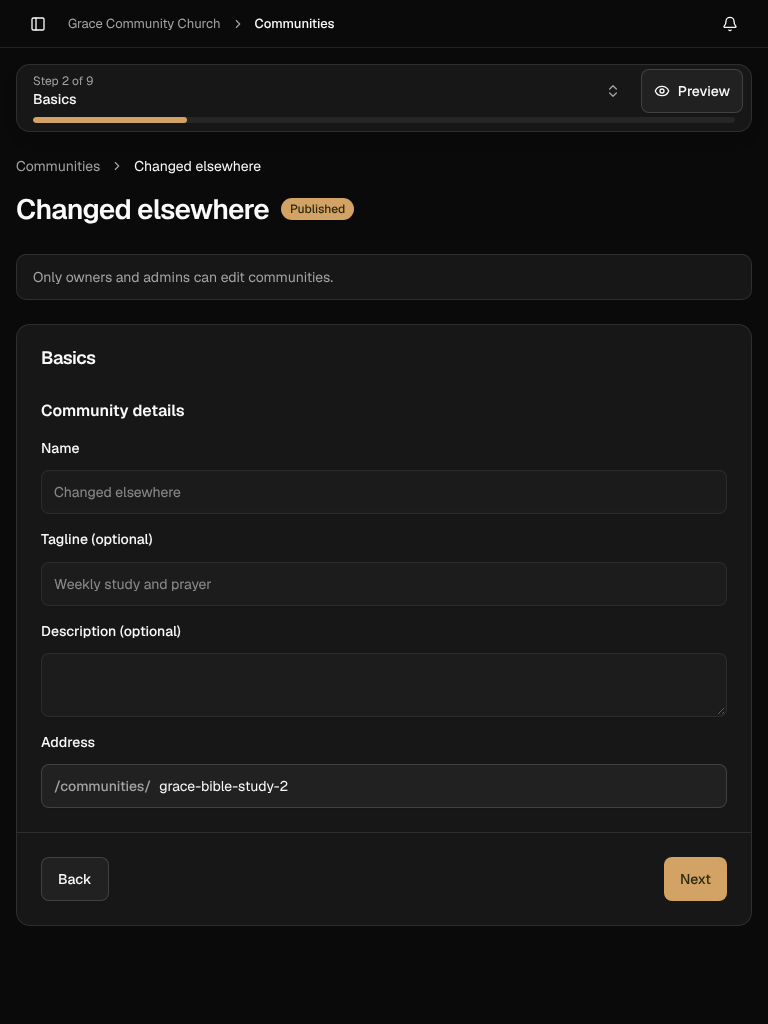 Grace Community Church > Communities
Step 2 of 9
Basics
Preview
Communities > Changed elsewhere
Changed elsewhere
Published
Only owners and admins can edit communities.
Basics
Community details
Name
Changed elsewhere
Tagline (optional)
Weekly study and prayer
Description (optional)
Address
/communities/ grace-bible-study-2
Back
Next